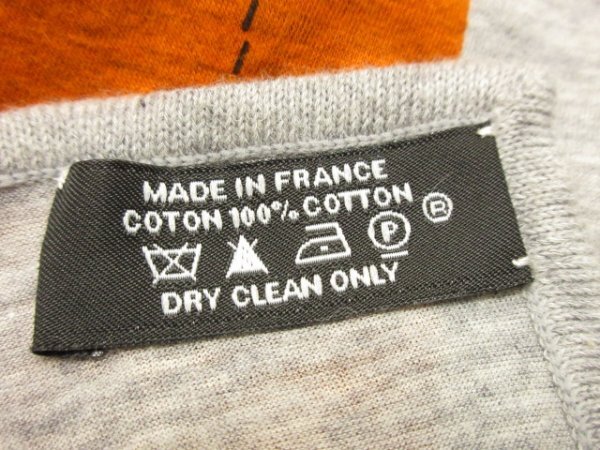 MADE IN FRANCE
COTON 100% COTTON
P ®
DRY CLEAN ONLY